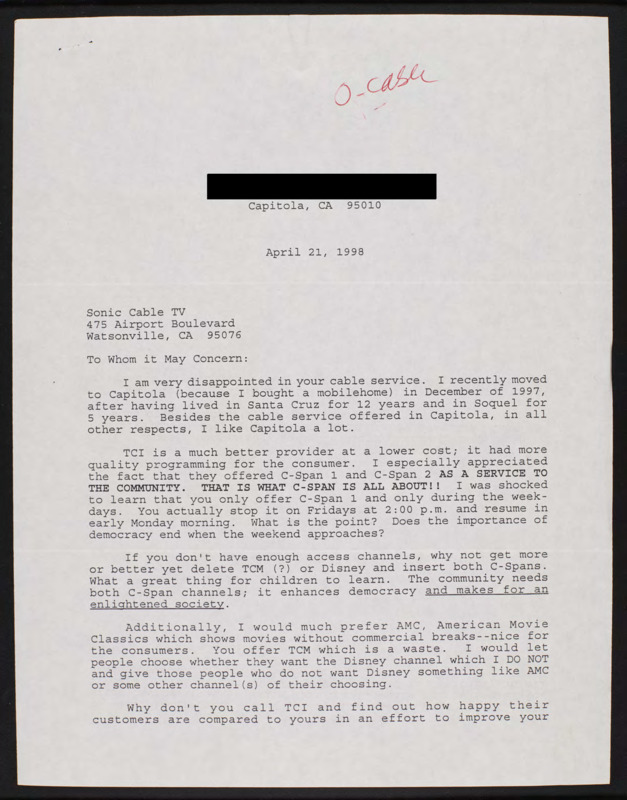 O-Cable
Capitola, CA 95010
April 21, 1998
Sonic Cable TV
475 Airport Boulevard
Watsonville, CA 95076
To Whom it May Concern:
I am very disappointed in your cable service. I recently moved
to Capitola (because I bought a mobilehome) in December of 1997,
after having lived in Santa Cruz for 12 years and in Soquel for
5 years. Besides the cable service offered in Capitola, in all
other respects, I like Capitola a lot.
TCI is a much better provider at a lower cost; it had more
quality programming for the consumer. I especially appreciated
the fact that they offered C-Span 1 and C-Span 2 AS A SERVICE TO
THE COMMUNITY. THAT IS WHAT C-SPAN IS ALL ABOUT!! I was shocked
to learn that you only offer C-Span 1 and only during the week-
days. You actually stop it on Fridays at 2:00 p.m. and resume in
early Monday morning. What is the point? Does the importance of
democracy end when the weekend approaches?
If you don't have enough access channels, why not get more
or better yet delete TCM (?) or Disney and insert both C-Spans.
What a great thing for children to learn. The community needs
both C-Span channels; it enhances democracy and makes for an
enlightened society.
Additionally, I would much prefer AMC, American Movie
Classics which shows movies without commercial breaks--nice for
the consumers. You offer TCM which is a waste. I would let
people choose whether they want the Disney channel which I DO NOT
and give those people who do not want Disney something like AMC
or some other channel(s) of their choosing.
Why don't you call TCI and find out how happy their
customers are compared to yours in an effort to improve your